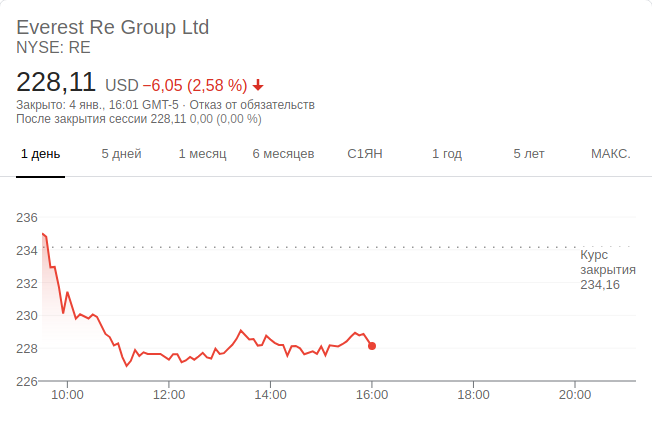 Everest Re Group Ltd
NYSE: RE
228,11 USD −6,05 (2,58 %)
Закрыто: 4 янв., 16:01 GMT-5 · Отказ от обязательств
После закрытия сессии 228,11 0,00 (0,00 %)
1 день 5 дней 1 месяц 6 месяцев С1ЯН 1 год 5 лет МАКС.
236
234
232
230
228
226
Курс
закрытия
234,16
10:00 12:00 14:00 16:00 18:00 20:00